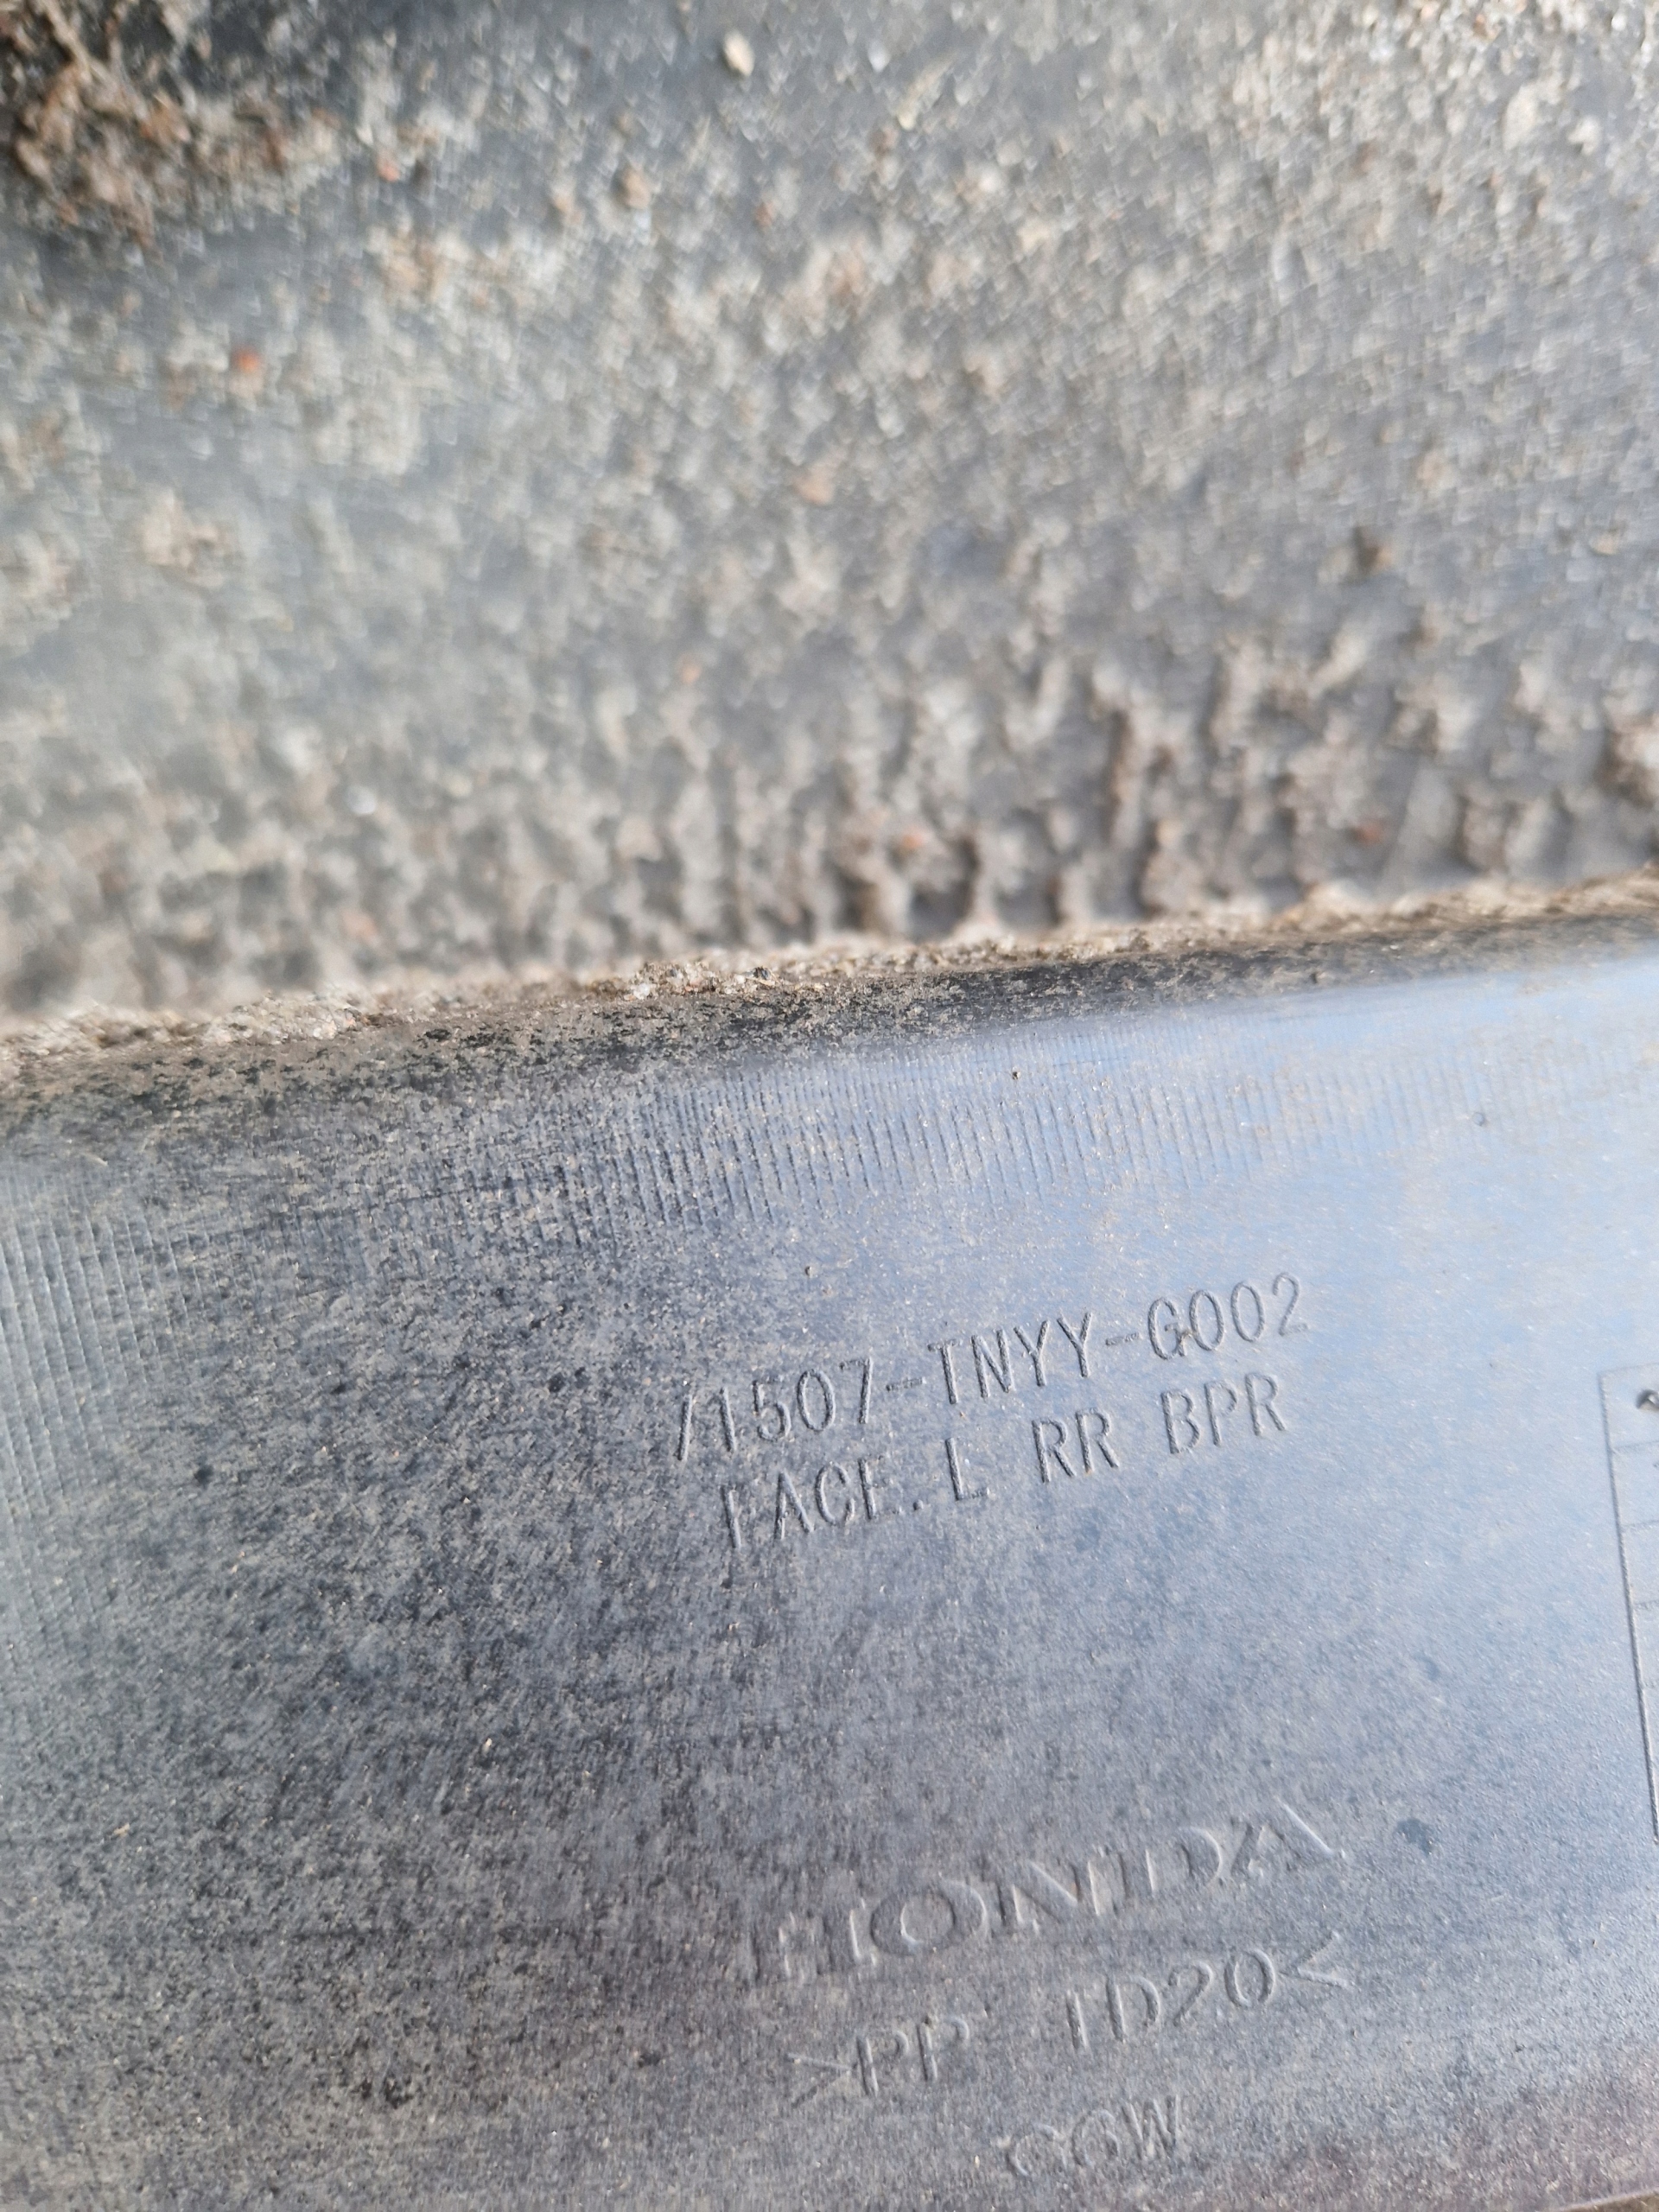 71507-TNYY-G002
FACE.L RR BPR
HONDA
>PP TD20<